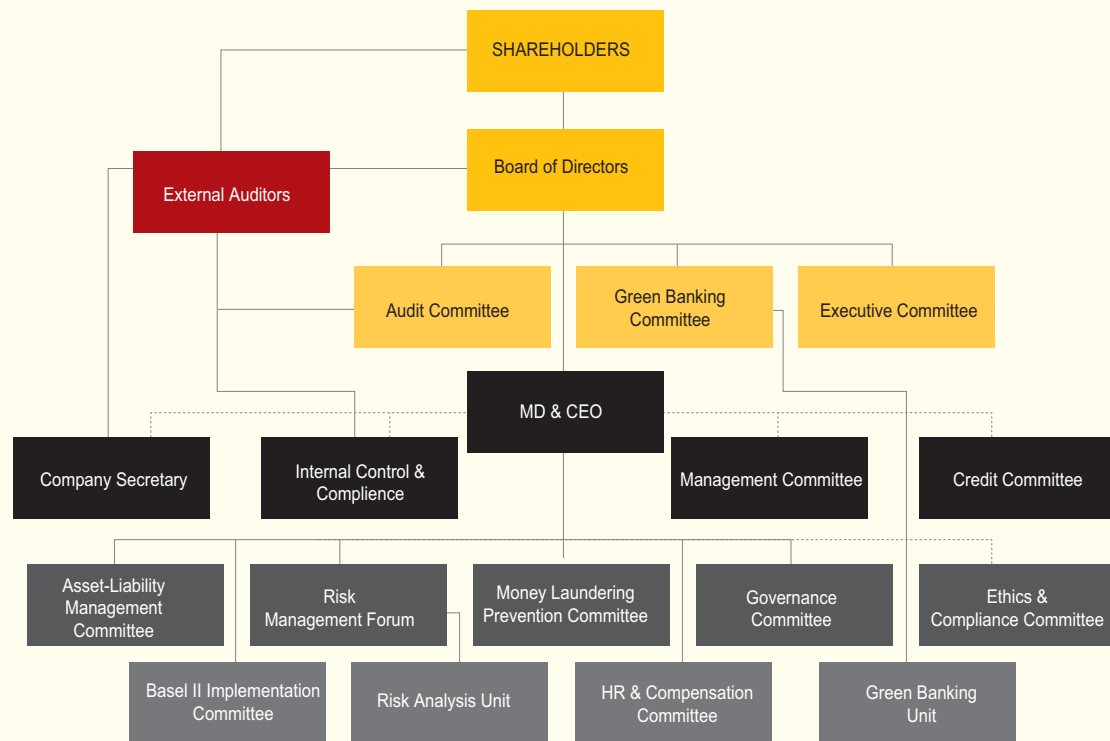 SHAREHOLDERS
Board of Directors
External Auditors
Audit Committee
Green Banking
Committee
Executive Committee
MD & CEO
Company Secretary
Internal Control &
Complience
Management Committee
Credit Committee
Asset-Liability
Management
Committee
Risk
Management Forum
Money Laundering
Prevention Committee
Governance
Committee
Ethics &
Compliance Committee
Basel II Implementation
Committee
Risk Analysis Unit
HR & Compensation
Committee
Green Banking
Unit